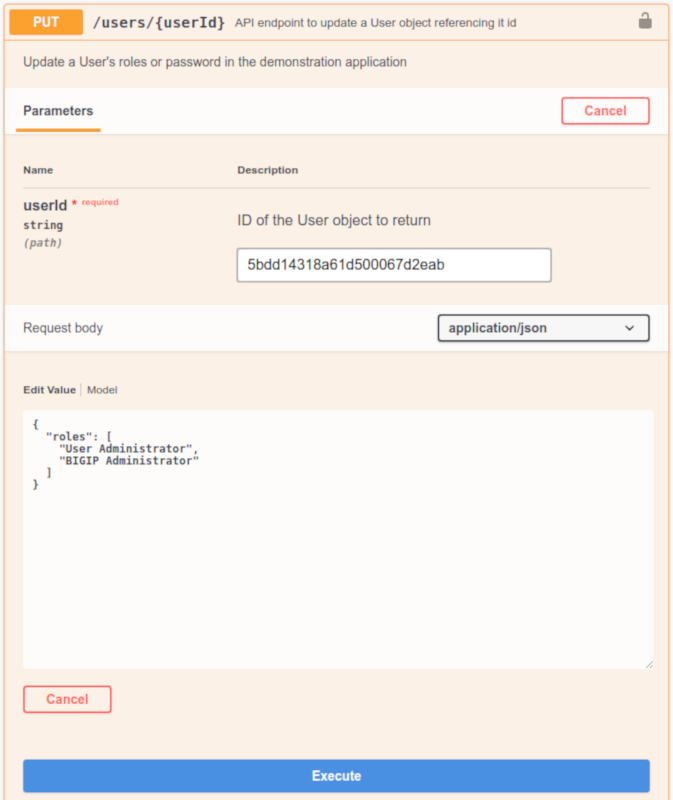 PUT /users/{userId} API endpoint to update a User object referencing it id
Update a User's roles or password in the demonstration application
Parameters Cancel
Name Description
userId * required
string
(path)
ID of the User object to return
5bdd14318a61d500067d2eab
Request body application/json
Edit Value Model
{
  "roles": [
    "User Administrator",
    "BIGIP Administrator"
  ]
}
Cancel
Execute